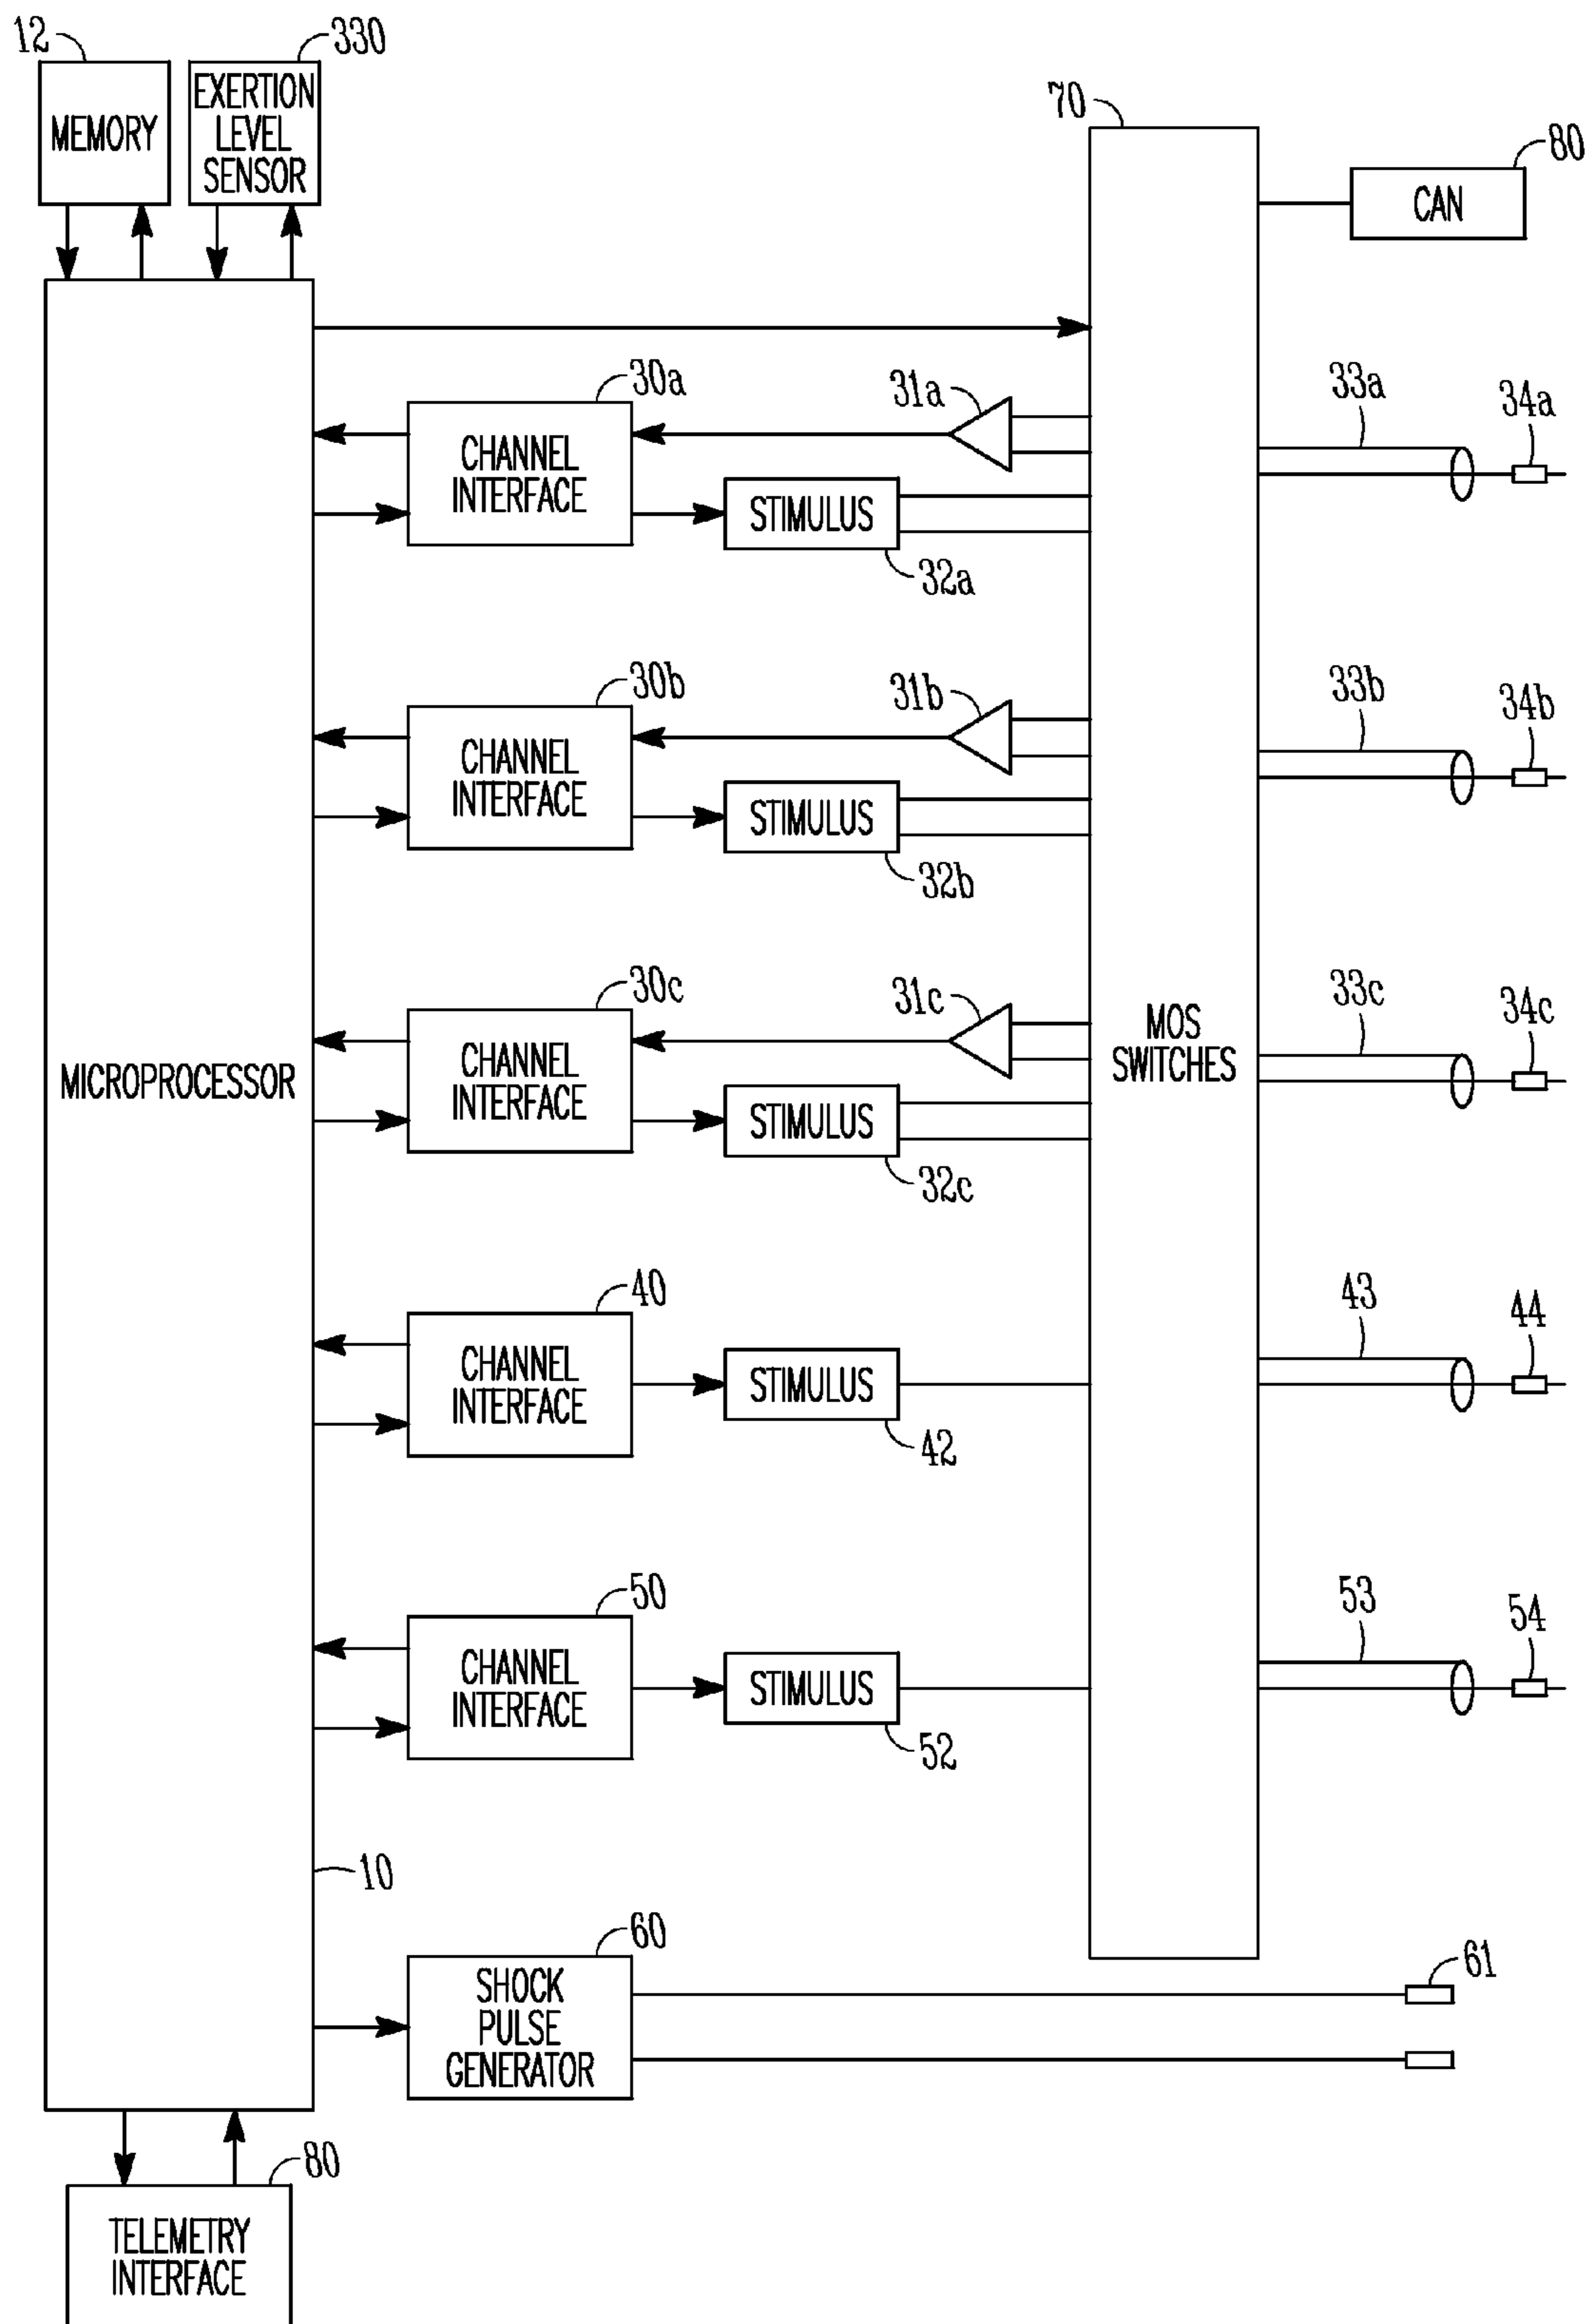 12
330
MEMORY
EXERTION
LEVEL
SENSOR
70
80
CAN
30a
CHANNEL
INTERFACE
31a
STIMULUS
32a
33a
34a
30b
CHANNEL
INTERFACE
31b
STIMULUS
32b
33b
34b
30c
CHANNEL
INTERFACE
31c
STIMULUS
32c
MOS
SWITCHES
33c
34c
MICROPROCESSOR
40
CHANNEL
INTERFACE
STIMULUS
42
43
44
50
CHANNEL
INTERFACE
STIMULUS
52
53
54
10
60
SHOCK
PULSE
GENERATOR
61
80
TELEMETRY
INTERFACE